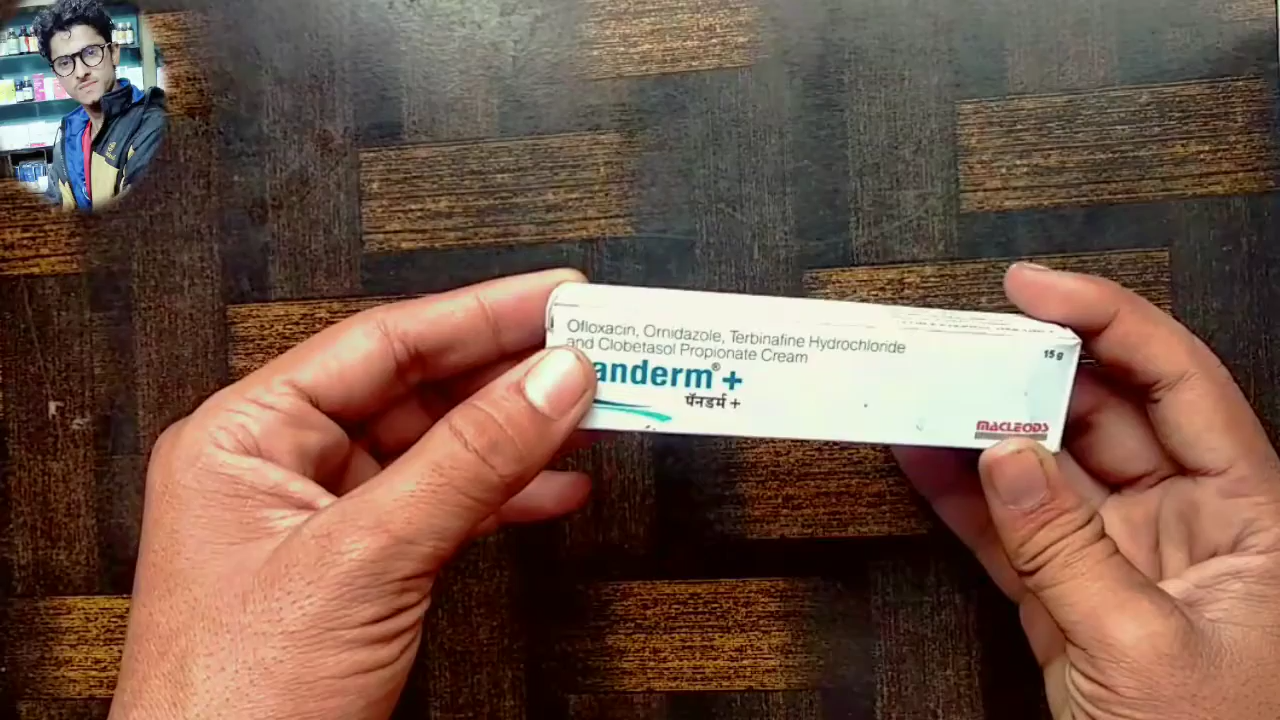 Ofloxacin, Ornidazole, Terbinafine Hydrochloride
and Clobetasol Propionate Cream
15 g
anderm®+
पॅनडर्म +
MACLEODS